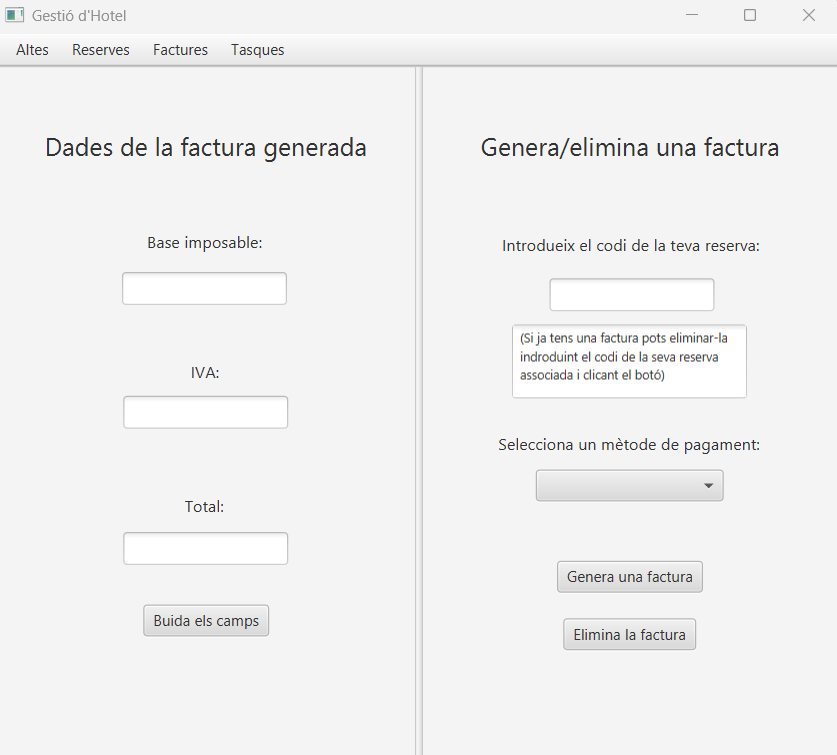 Gestió d'Hotel
Altes Reserves Factures Tasques
Dades de la factura generada
Base imposable:
IVA:
Total:
Buida els camps
Genera/elimina una factura
Introdueix el codi de la teva reserva:
(Si ja tens una factura pots eliminar-la
indroduint el codi de la seva reserva
associada i clicant el botó)
Selecciona un mètode de pagament:
Genera una factura
Elimina la factura